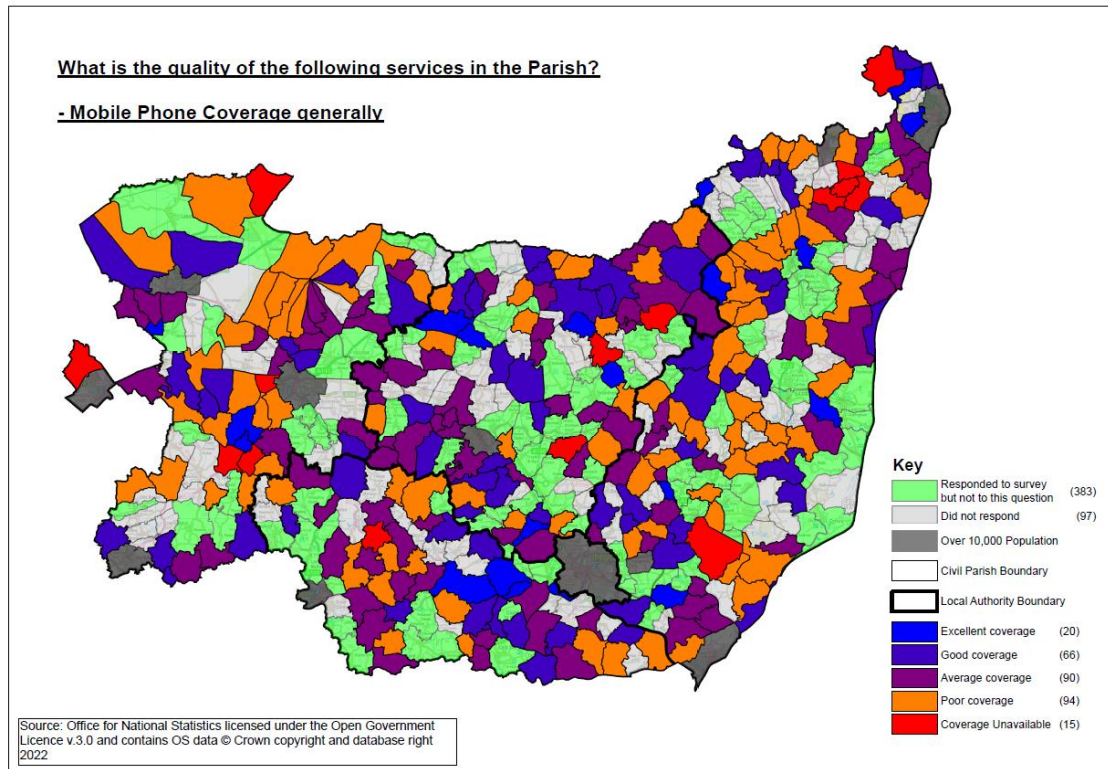 What is the quality of the following services in the Parish?
- Mobile Phone Coverage generally
Key
Responded to survey
but not to this question (383)
Did not respond (97)
Over 10,000 Population
Civil Parish Boundary
Local Authority Boundary
Excellent coverage (20)
Good coverage (66)
Average coverage (90)
Poor coverage (94)
Coverage Unavailable (15)
Source: Office for National Statistics licensed under the Open Government
Licence v.3.0 and contains OS data © Crown copyright and database right
2022